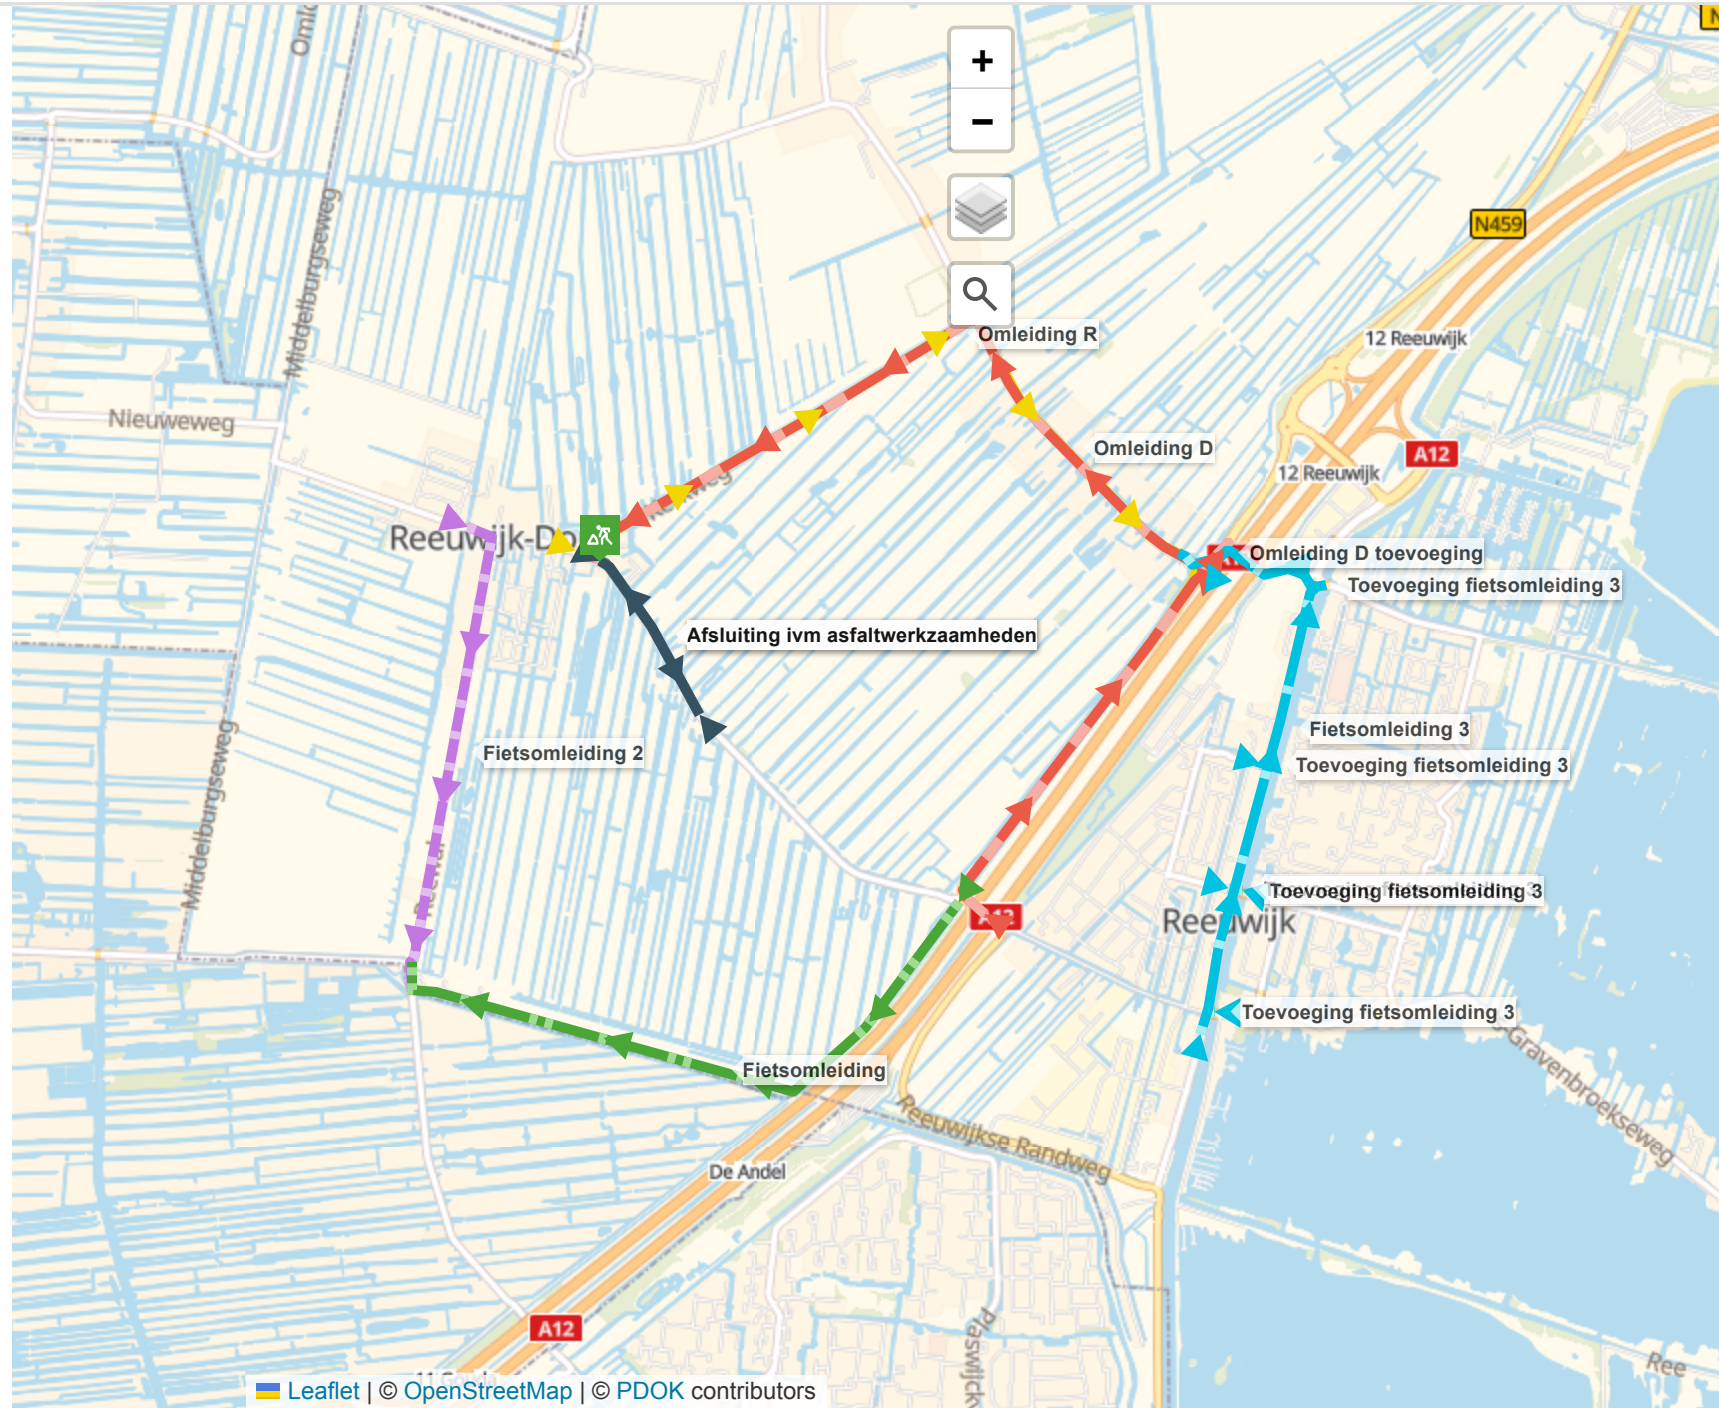 N
+
−
Middelburgseweg
N459
12 Reeuwijk
Omleiding R
Nieuweweg
Omleiding D
A12
12 Reeuwijk
Omleiding D toevoeging
Toevoeging fietsomleiding 3
Afsluiting ivm asfaltwerkzaamheden
Fietsomleiding 3
Fietsomleiding 2
Toevoeging fietsomleiding 3
Middelburgseweg
Toevoeging fietsomleiding 3
A12
Reeuwijk
Toevoeging fietsomleiding 3
's-Gravenbroekseweg
Fietsomleiding
Reeuwijkse Randweg
De Andel
A12
Ree
Leaflet | © OpenStreetMap | © PDOK contributors